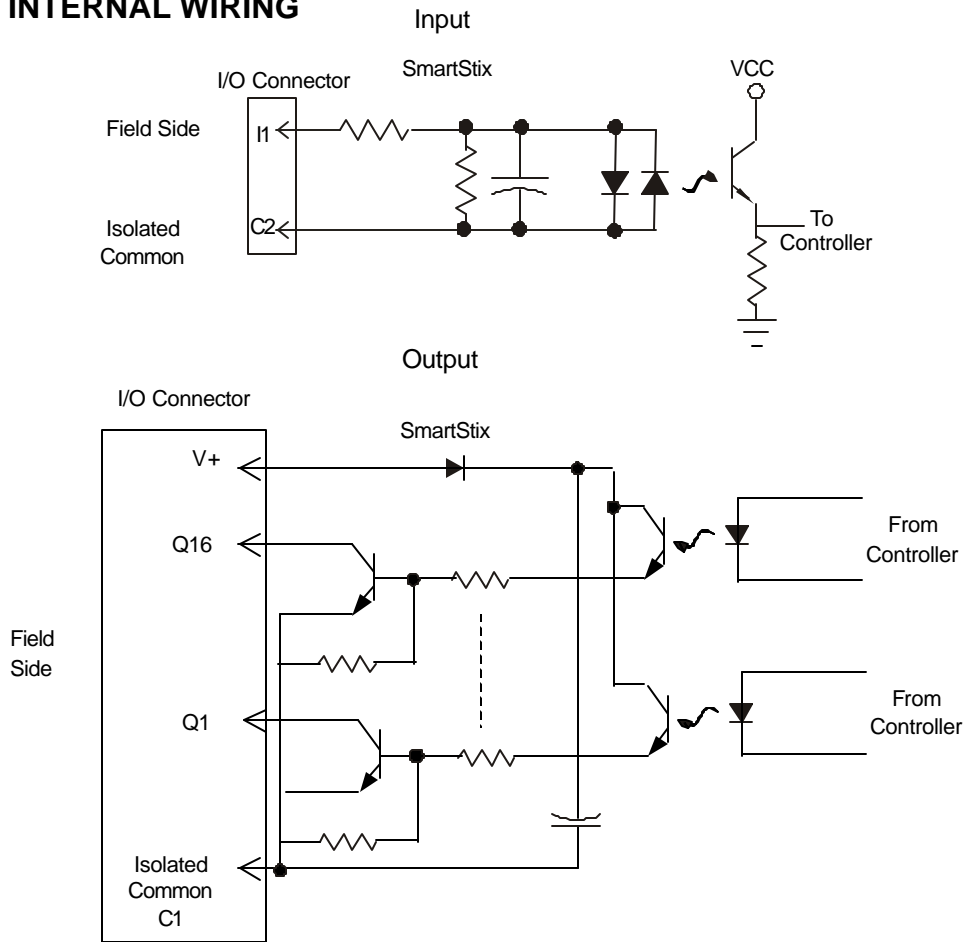 INTERNAL WIRING
Input
SmartStix
VCC
I/O Connector
Field Side
I1
Isolated
Common
C2
To
Controller
Output
I/O Connector
SmartStix
V+
Q16
From
Controller
Field
Side
Q1
From
Controller
Isolated
Common
C1